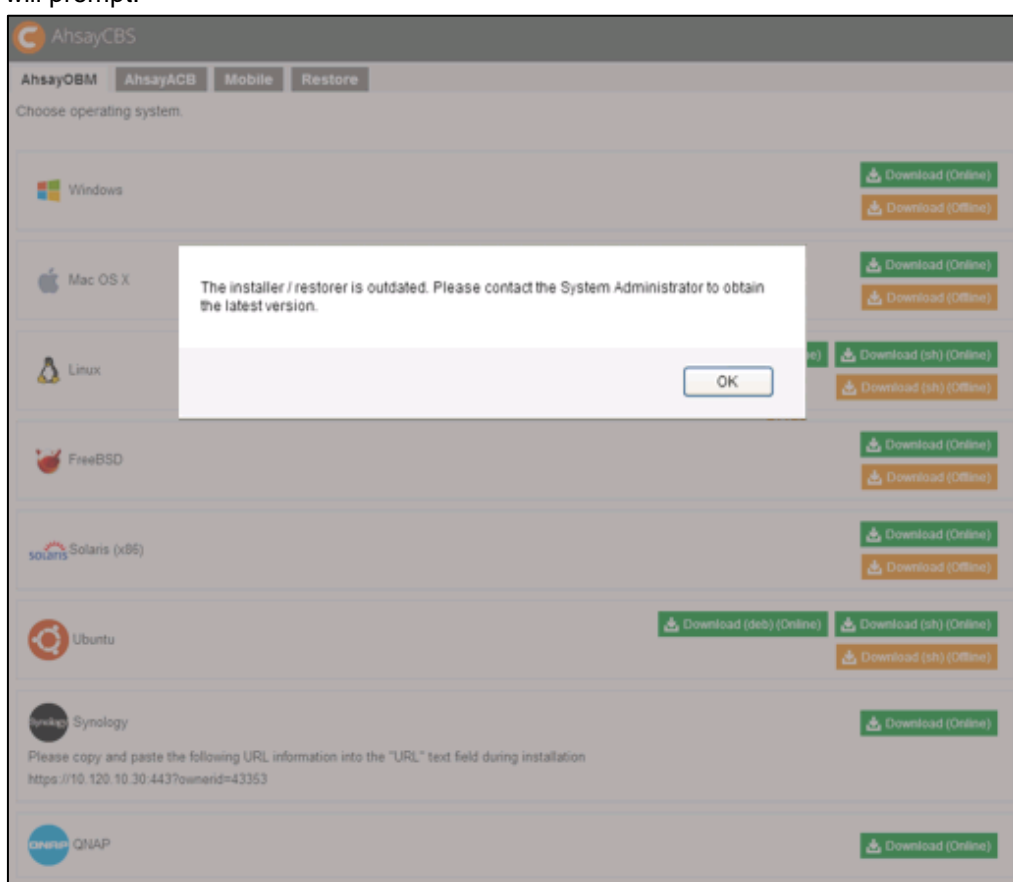 will prompt.
AhsayCBS
AhsayOBM AhsayACB Mobile Restore
Choose operating system.
Windows
Download (Online)
Download (Offline)
Mac OS X
Download (Online)
Download (Offline)
The installer / restorer is outdated. Please contact the System Administrator to obtain
the latest version.
OK
Linux
Download (sh) (Online)
Download (sh) (Offline)
FreeBSD
Download (Online)
Download (Offline)
SOLARIS Solaris (x86)
Download (Online)
Download (Offline)
Ubuntu
Download (deb) (Online) Download (sh) (Online)
Download (sh) (Offline)
Synology Synology
Download (Online)
Please copy and paste the following URL information into the "URL" text field during installation
https://10.120.10.30:443?ownerid=43353
QNAP QNAP
Download (Online)